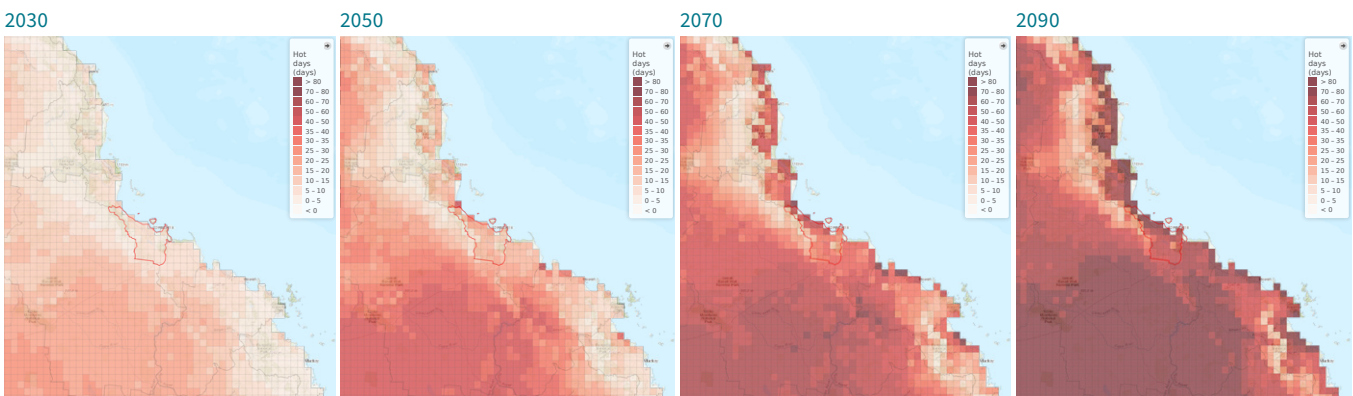 2030
2050
2070
2090
Hot
days
(days)
> 80
70 – 80
60 – 70
50 – 60
40 – 50
35 – 40
30 – 35
25 – 30
20 – 25
15 – 20
10 – 15
5 – 10
0 – 5
< 0
Hot
days
(days)
> 80
70 – 80
60 – 70
50 – 60
40 – 50
35 – 40
30 – 35
25 – 30
20 – 25
15 – 20
10 – 15
5 – 10
0 – 5
< 0
Hot
days
(days)
> 80
70 – 80
60 – 70
50 – 60
40 – 50
35 – 40
30 – 35
25 – 30
20 – 25
15 – 20
10 – 15
5 – 10
0 – 5
< 0
Hot
days
(days)
> 80
70 – 80
60 – 70
50 – 60
40 – 50
35 – 40
30 – 35
25 – 30
20 – 25
15 – 20
10 – 15
5 – 10
0 – 5
< 0